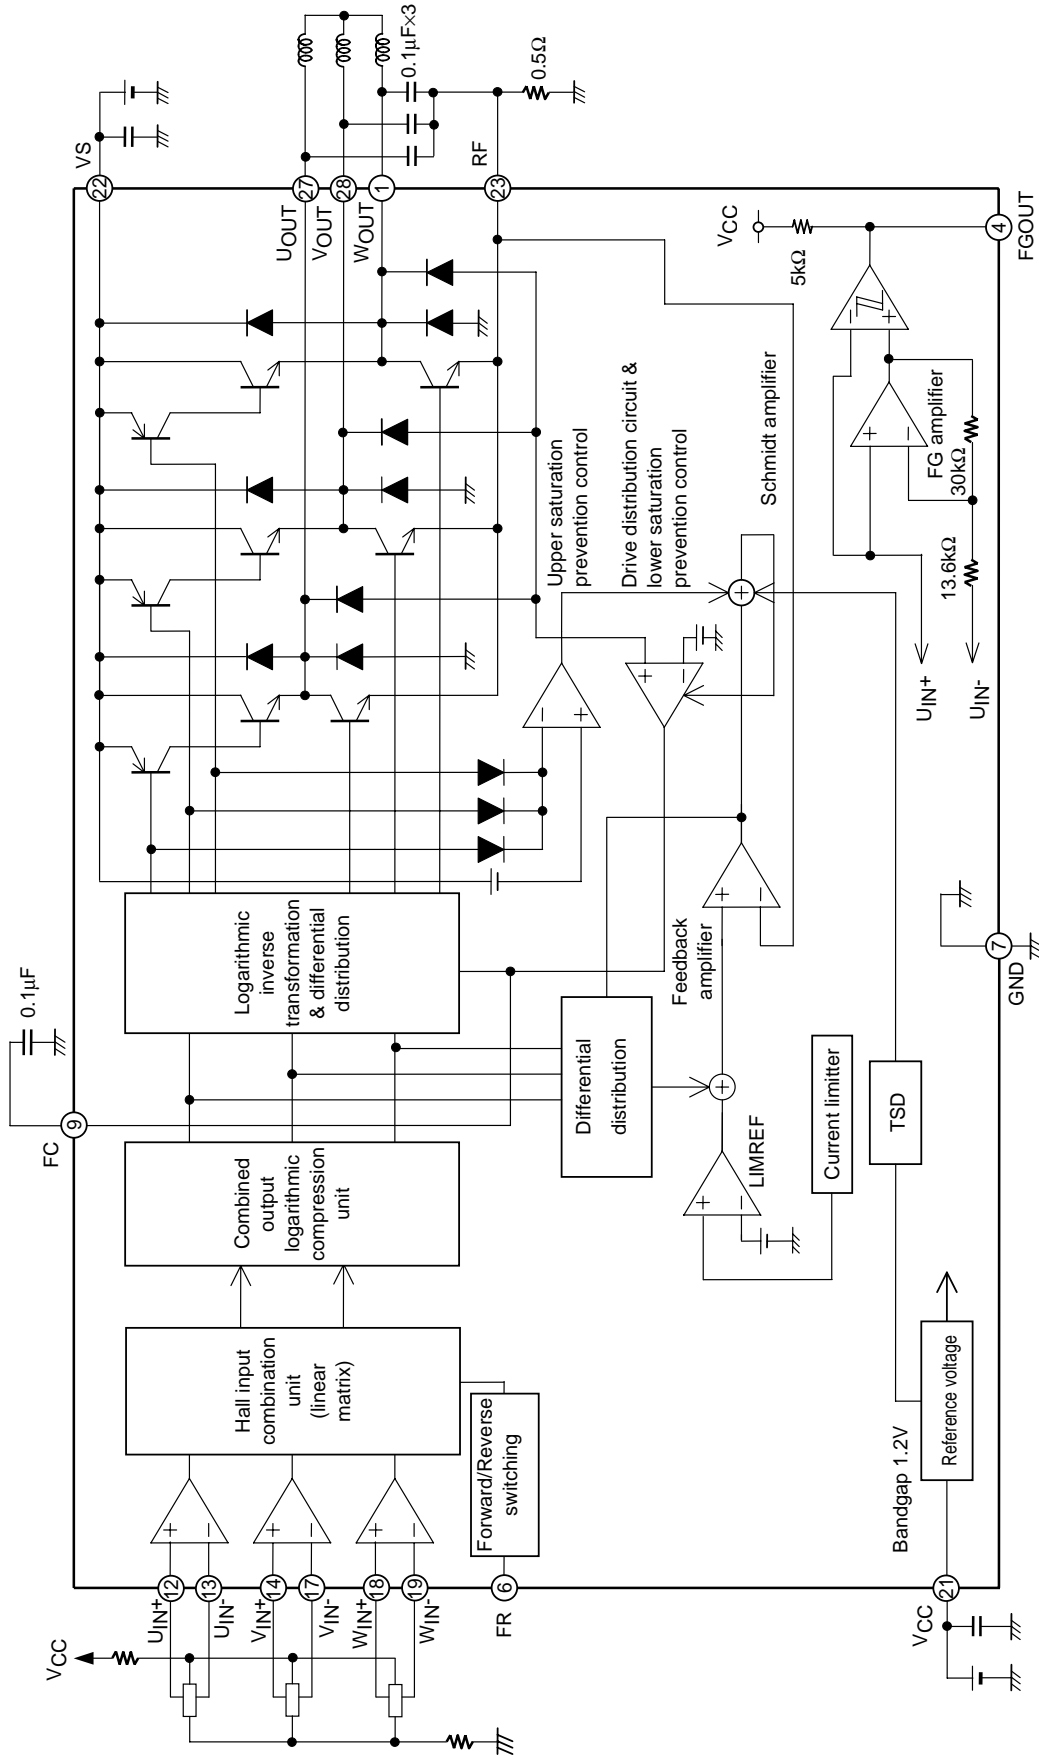 VS
22
0.1µF×3
0.5Ω
UOUT
27
VOUT
28
WOUT
1
RF
23
VCC
5kΩ
4
FGOUT
Upper saturation
prevention control
Drive distribution circuit &
lower saturation
prevention control
Schmidt amplifier
FG amplifier
30kΩ
13.6kΩ
UIN+
UIN-
0.1µF
FC
9
Logarithmic
inverse
transformation
& differential
distribution
Feedback
amplifier
7
GND
Combined
output
logarithmic
compression
unit
Differential
distribution
LIMREF
Current limitter
TSD
Hall input
combination
unit
(linear
matrix)
Forward/Reverse
switching
Bandgap 1.2V
Reference voltage
VCC
UIN+
12
UIN-
13
VIN+
14
VIN-
17
WIN+
18
WIN-
19
FR
6
VCC
21